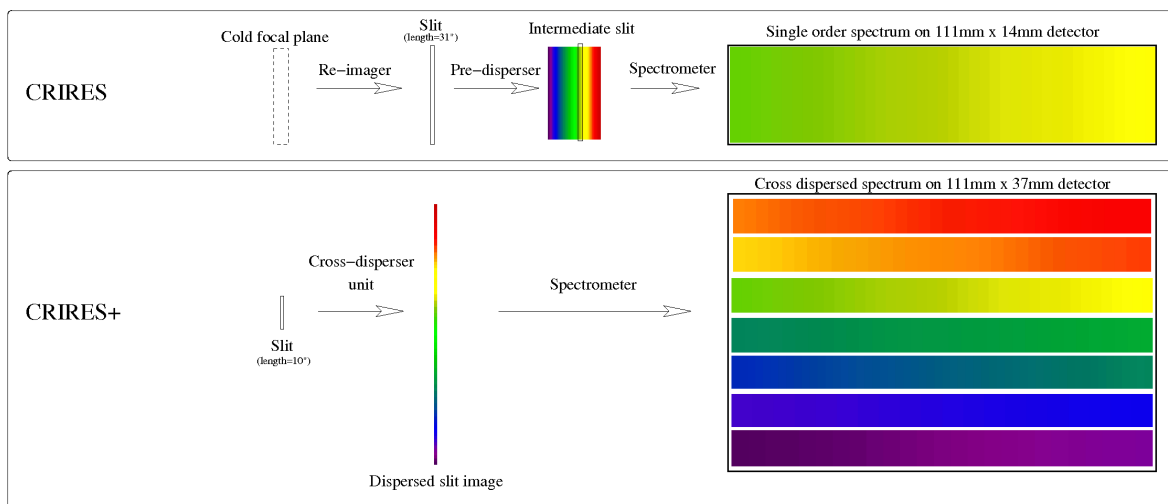 CRIRES
Cold focal plane
Re-imager
Slit
(length=31")
Pre-disperser
Intermediate slit
Spectrometer
Single order spectrum on 111mm x 14mm detector
CRIRES+
Slit
(length=10")
Cross-disperser
unit
Dispersed slit image
Spectrometer
Cross dispersed spectrum on 111mm x 37mm detector